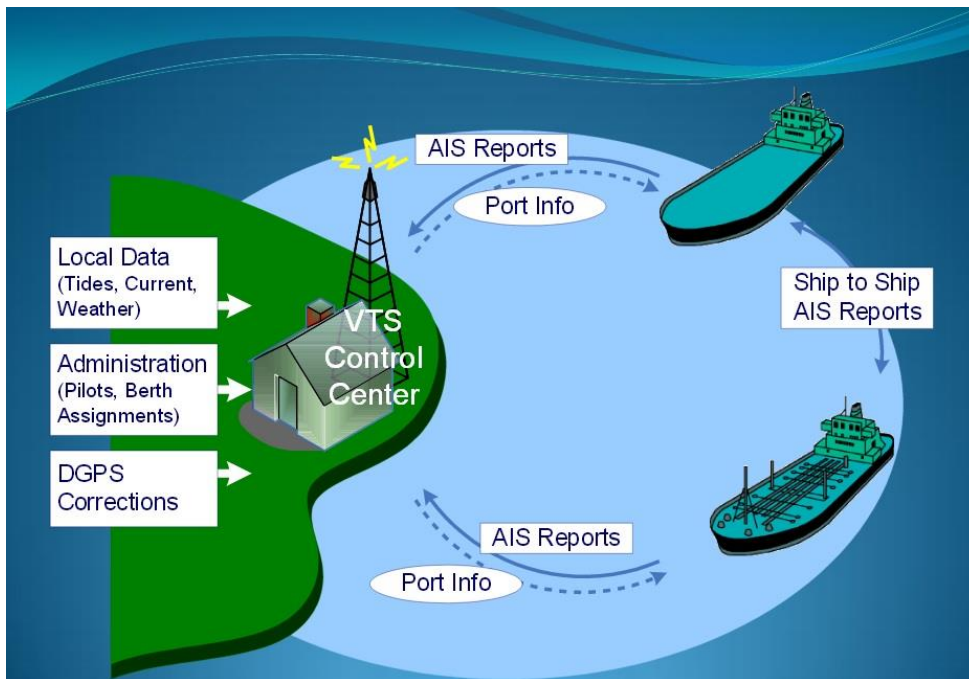 AIS Reports
Port Info
Local Data
(Tides, Current,
Weather)
Administration
(Pilots, Berth
Assignments)
DGPS
Corrections
VTS
Control
Center
Ship to Ship
AIS Reports
AIS Reports
Port Info